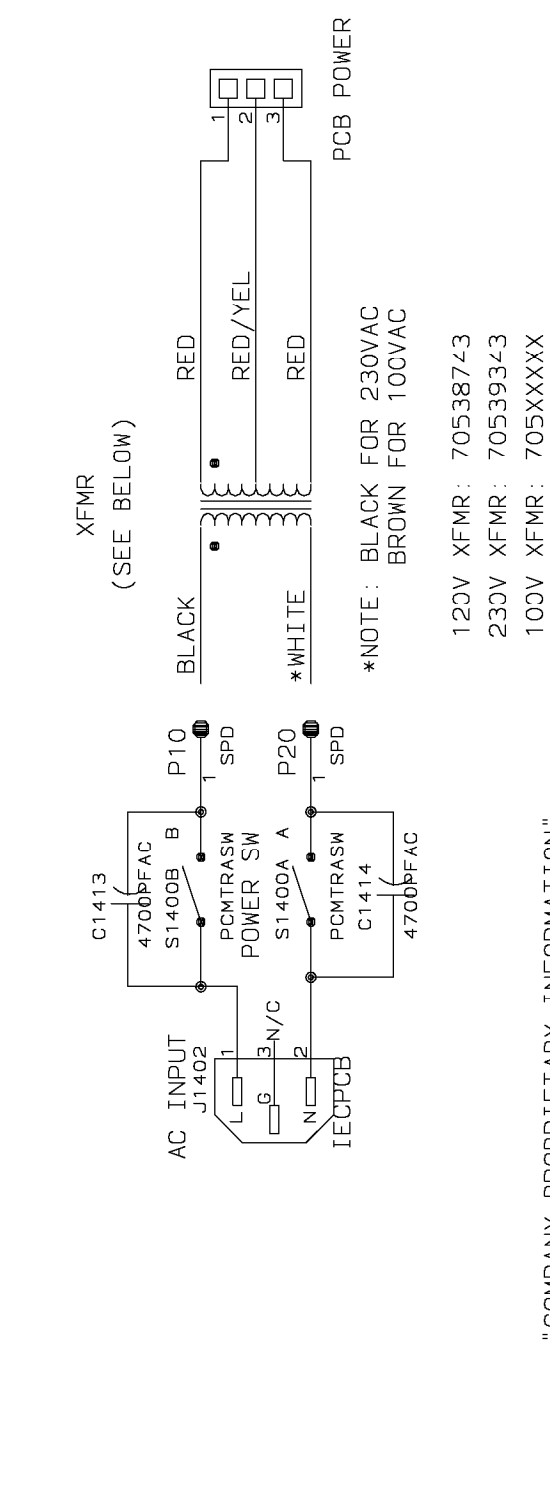 XFMR
(SEE BELOW)
AC INPUT
J1402
L
G
N
1
3
2
N/C
IECPCB
C1413
4700PFAC
S1400B
B
PCMTRASW
POWER SW
S1400A
A
PCMTRASW
C1414
4700PFAC
P10
1
SPD
P20
1
SPD
BLACK
*WHITE
RED
RED/YEL
RED
1
2
3
PCB POWER
*NOTE: BLACK FOR 230VAC
BROWN FOR 100VAC
120V XFMR: 70538743
230V XFMR: 70539343
100V XFMR: 705XXXXX
"COMPANY PROPRIETARY INFORMATION"